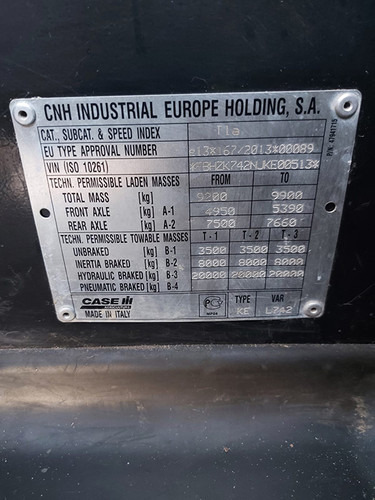 CNH INDUSTRIAL EUROPE HOLDING, S.A.
CAT., SUBCAT. & SPEED INDEX T1a
EU TYPE APPROVAL NUMBER e13*167/2013*00089
VIN (ISO 10261)
TECHN. PERMISSIBLE LADEN MASSES FROM TO
TOTAL MASS [kg] 9200 9900
FRONT AXLE [kg] A-1 4950 5390
REAR AXLE [kg] A-2 7500 7660
TECHN. PERMISSIBLE TOWABLE MASSES T-1 T-2 T-3
UNBRAKED [kg] B-1 3500 3500 3500
INERTIA BRAKED [kg] B-2 8000 8000 8000
HYDRAULIC BRAKED [kg] B-3 20000 20000 20000
PNEUMATIC BRAKED [kg] B-4
CASE IH
AGRICULTURE
MADE IN ITALY
TYPE VAR
KE L742